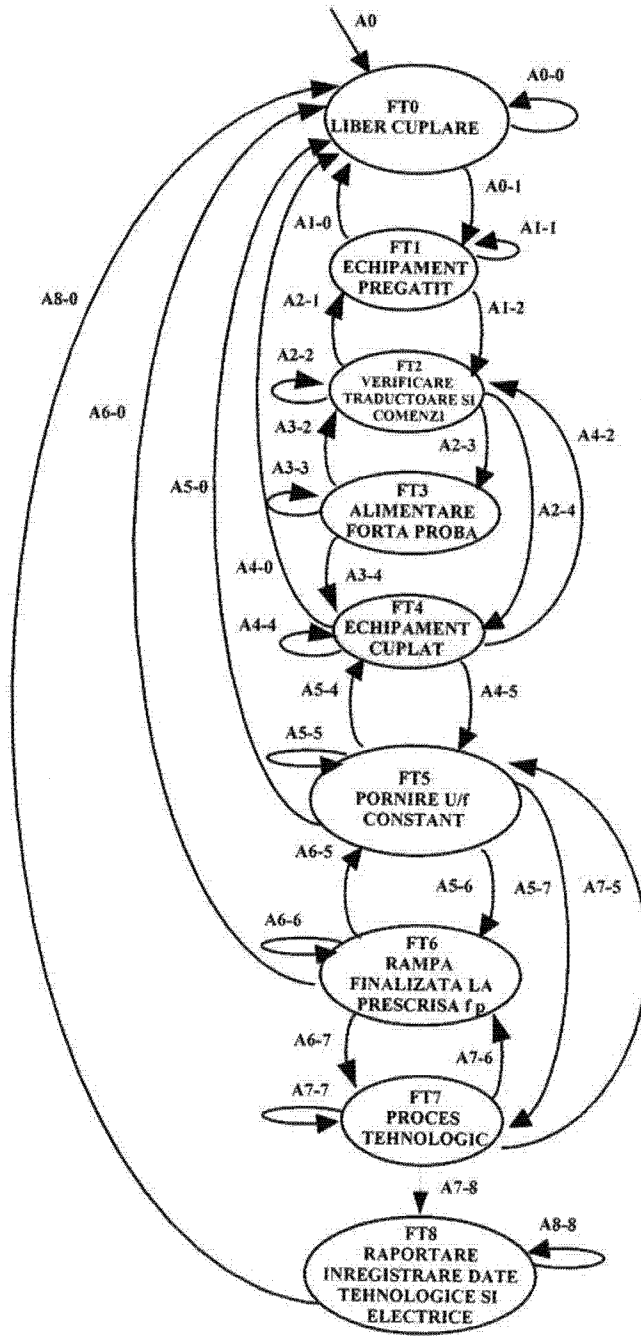 A0
FT0
LIBER CUPLARE
A0-0
A0-1
A1-0
FT1
ECHIPAMENT
PREGATIT
A1-1
A8-0
A2-1
A1-2
A2-2
FT2
VERIFICARE
TRADUCTOARE SI
COMENZI
A6-0
A3-2
A2-3
A4-2
A5-0
A3-3
FT3
ALIMENTARE
FORTA PROBA
A2-4
A4-0
A3-4
A4-4
FT4
ECHIPAMENT
CUPLAT
A5-4
A4-5
A5-5
FT5
PORNIRE U/f
CONSTANT
A6-5
A5-6
A5-7
A7-5
A6-6
FT6
RAMPA
FINALIZATA LA
PRESCRISA f p
A6-7
A7-6
A7-7
FT7
PROCES
TEHNOLOGIC
A7-8
FT8
RAPORTARE
INREGISTRARE DATE
TEHNOLOGICE SI
ELECTRICE
A8-8